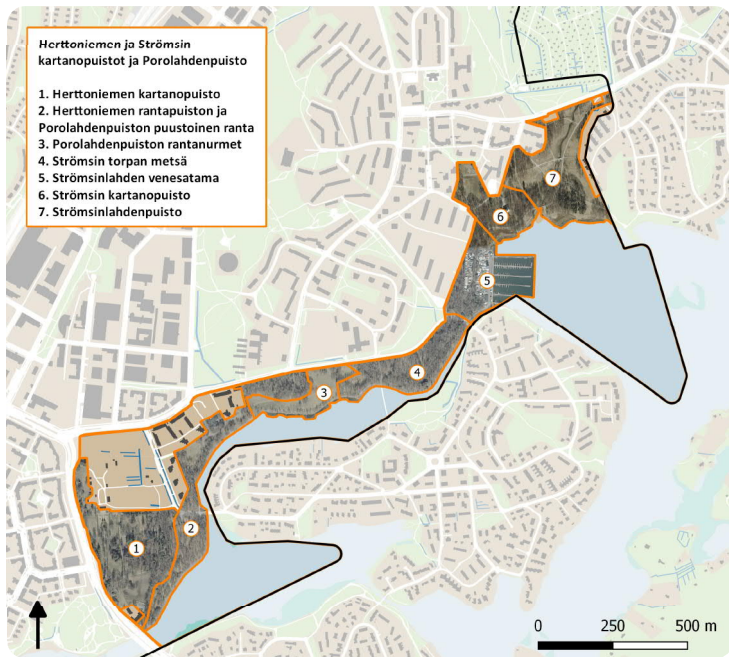 Herttoniemen ja Strömsin
kartanopuistot ja Porolahdenpuisto
1. Herttoniemen kartanopuisto
2. Herttoniemen rantapuiston ja
Porolahdenpuiston puustoinen ranta
3. Porolahdenpuiston rantanurmet
4. Strömsin torpan metsä
5. Strömsinlahden venesatama
6. Strömsin kartanopuisto
7. Strömsinlahdenpuisto
7
6
5
4
3
2
1
0 250 500 m